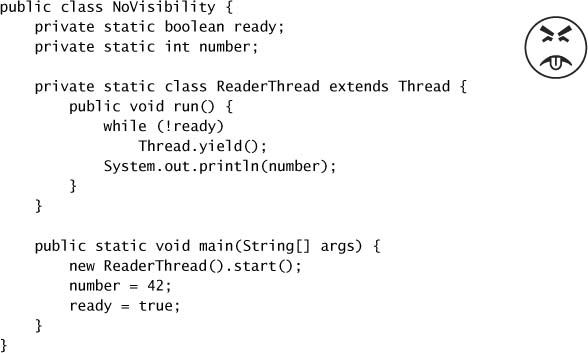 public class NoVisibility {
    private static boolean ready;
    private static int number;

    private static class ReaderThread extends Thread {
        public void run() {
            while (!ready)
                Thread.yield();
            System.out.println(number);
        }
    }

    public static void main(String[] args) {
        new ReaderThread().start();
        number = 42;
        ready = true;
    }
}